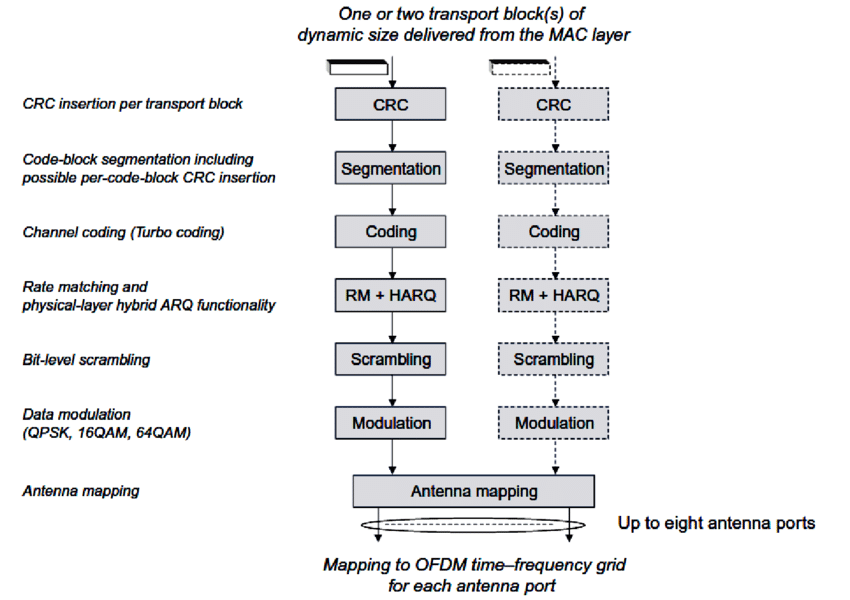 One or two transport block(s) of
dynamic size delivered from the MAC layer
CRC insertion per transport block
CRC
CRC
Code-block segmentation including
possible per-code-block CRC insertion
Segmentation
Segmentation
Channel coding (Turbo coding)
Coding
Coding
Rate matching and
physical-layer hybrid ARQ functionality
RM + HARQ
RM + HARQ
Bit-level scrambling
Scrambling
Scrambling
Data modulation
(QPSK, 16QAM, 64QAM)
Modulation
Modulation
Antenna mapping
Antenna mapping
Up to eight antenna ports
Mapping to OFDM time–frequency grid
for each antenna port